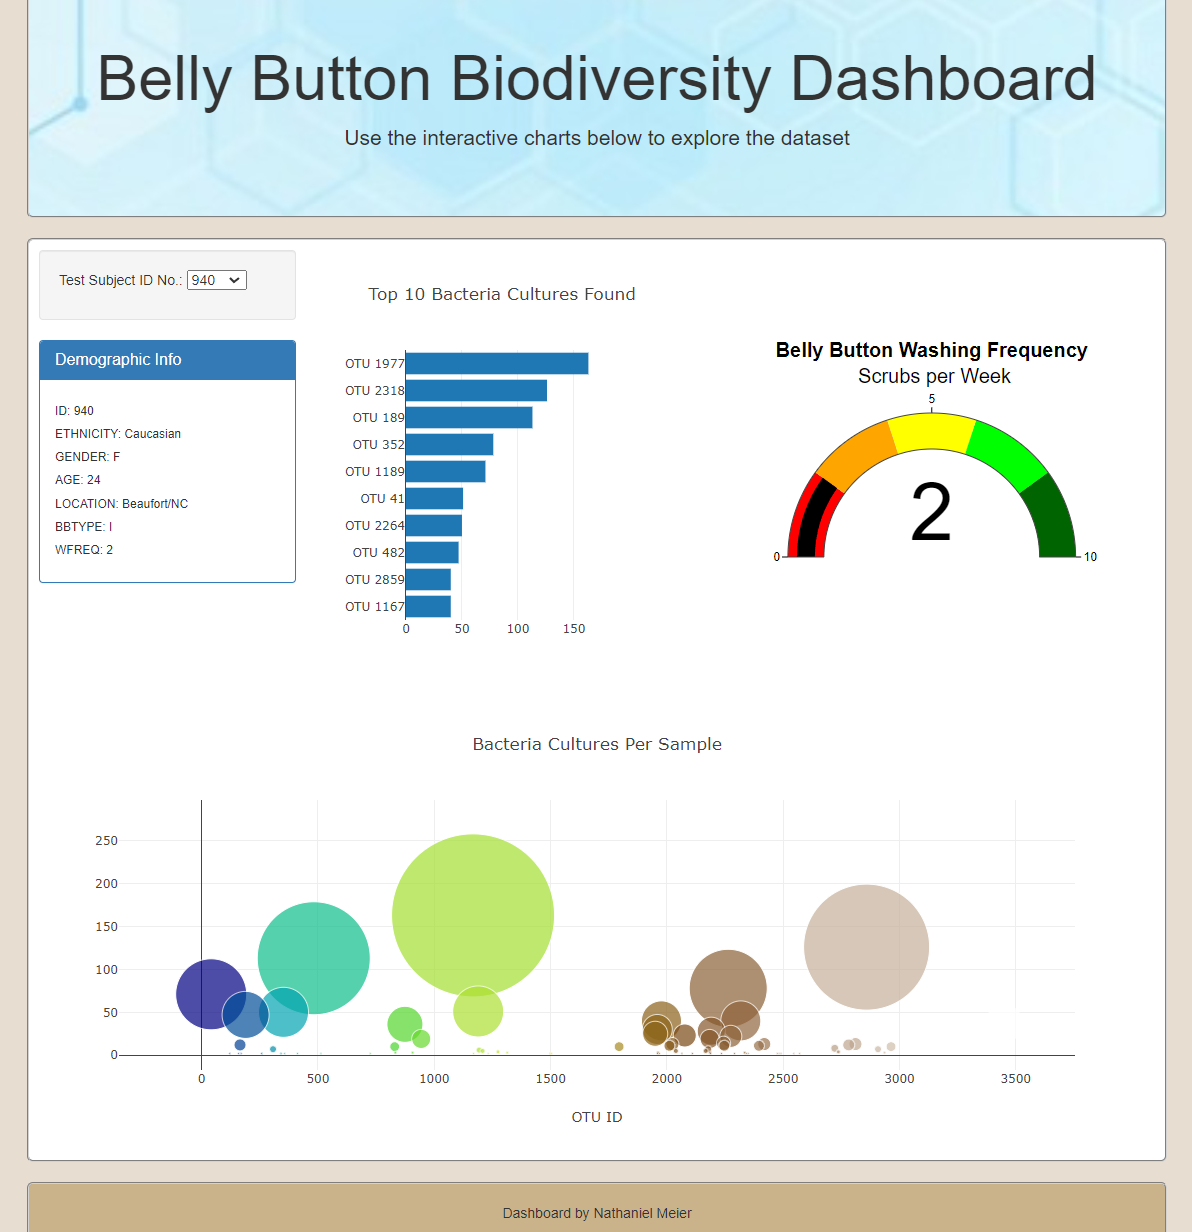 Belly Button Biodiversity Dashboard
Use the interactive charts below to explore the dataset
Test Subject ID No.: 940
Demographic Info
ID: 940
ETHNICITY: Caucasian
GENDER: F
AGE: 24
LOCATION: Beaufort/NC
BBTYPE: I
WFREQ: 2
Top 10 Bacteria Cultures Found
OTU 1977
OTU 2318
OTU 189
OTU 352
OTU 1189
OTU 41
OTU 2264
OTU 482
OTU 2859
OTU 1167
0 50 100 150
Belly Button Washing Frequency
Scrubs per Week
5
2
0 10
Bacteria Cultures Per Sample
250
200
150
100
50
0
0 500 1000 1500 2000 2500 3000 3500
OTU ID
Dashboard by Nathaniel Meier